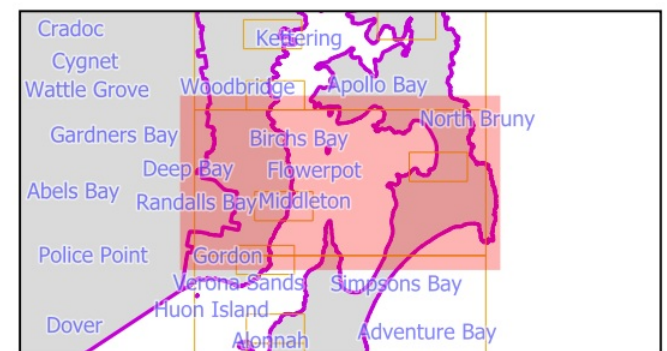 Cradoc
Kettering
Cygnet
Wattle Grove
Woodbridge
Apollo Bay
North Bruny
Gardners Bay
Birchs Bay
Deep Bay
Flowerpot
Abels Bay
Randalls Bay
Middleton
Police Point
Gordon
Verona Sands
Simpsons Bay
Huon Island
Dover
Alonnah
Adventure Bay